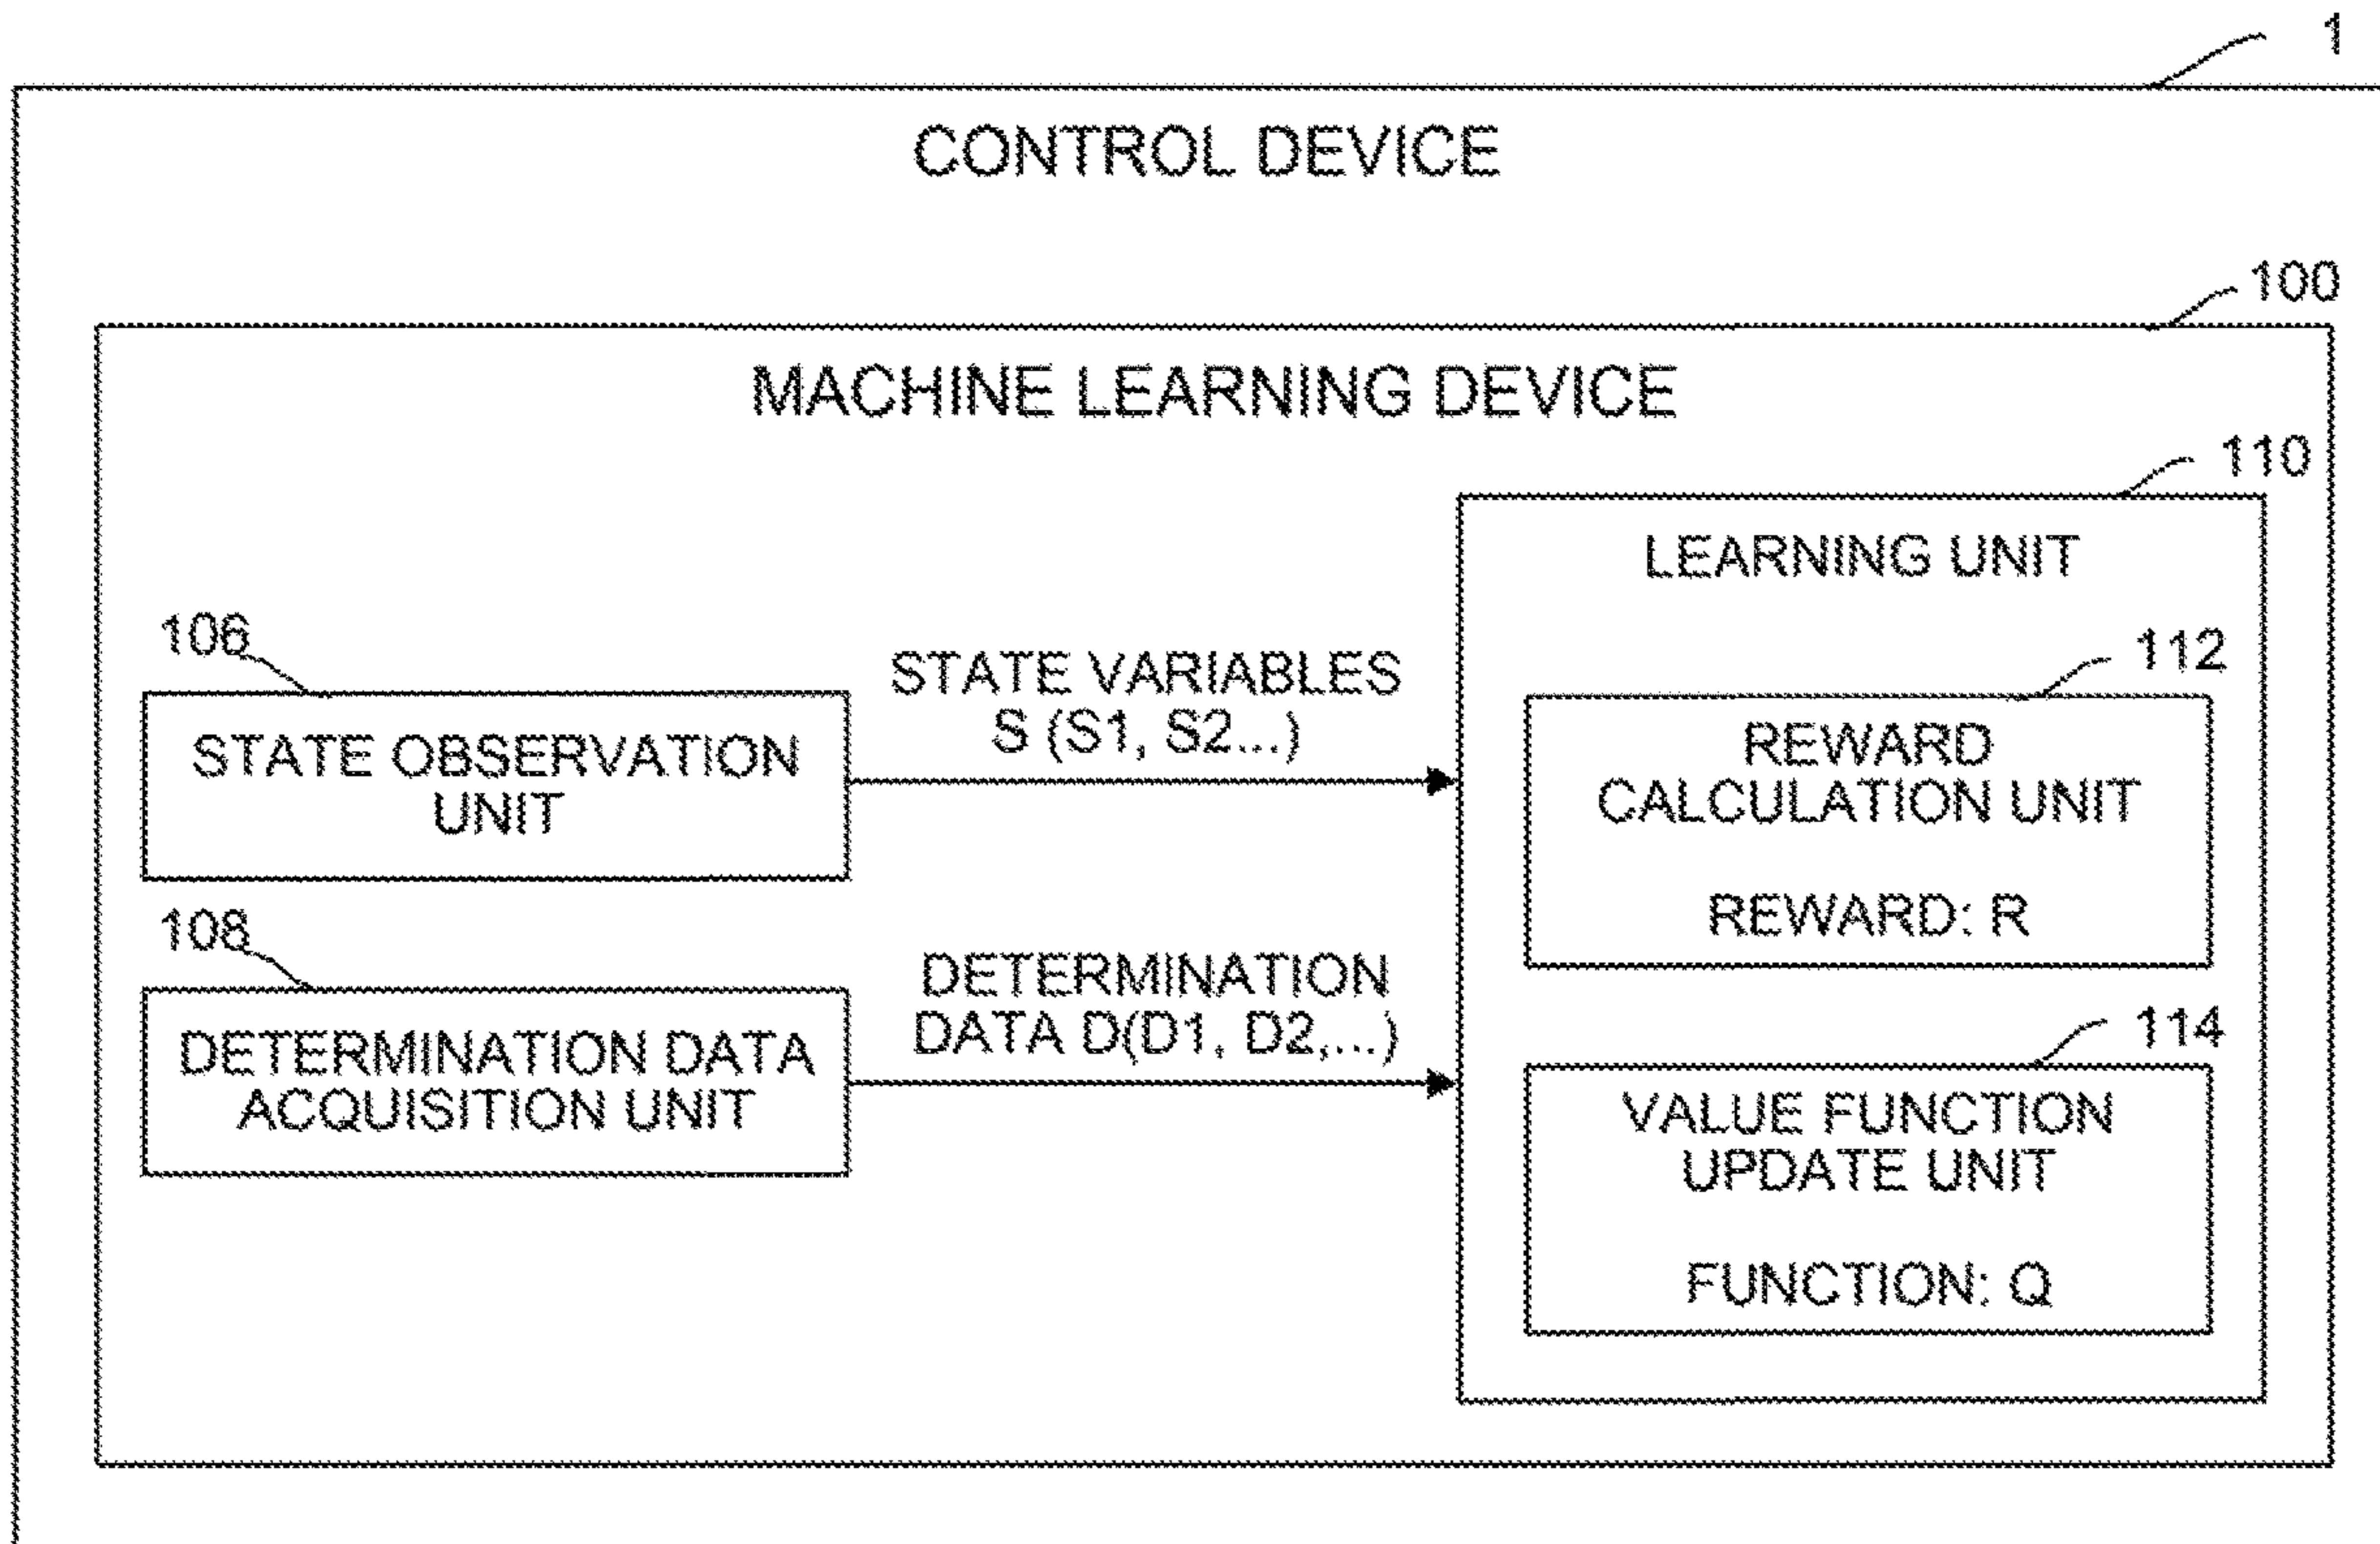 1
CONTROL DEVICE
100
MACHINE LEARNING DEVICE
110
LEARNING UNIT
106
STATE OBSERVATION
UNIT
STATE VARIABLES
S (S1, S2...)
112
REWARD
CALCULATION UNIT
REWARD: R
108
DETERMINATION DATA
ACQUISITION UNIT
DETERMINATION
DATA D(D1, D2,...)
114
VALUE FUNCTION
UPDATE UNIT
FUNCTION: Q